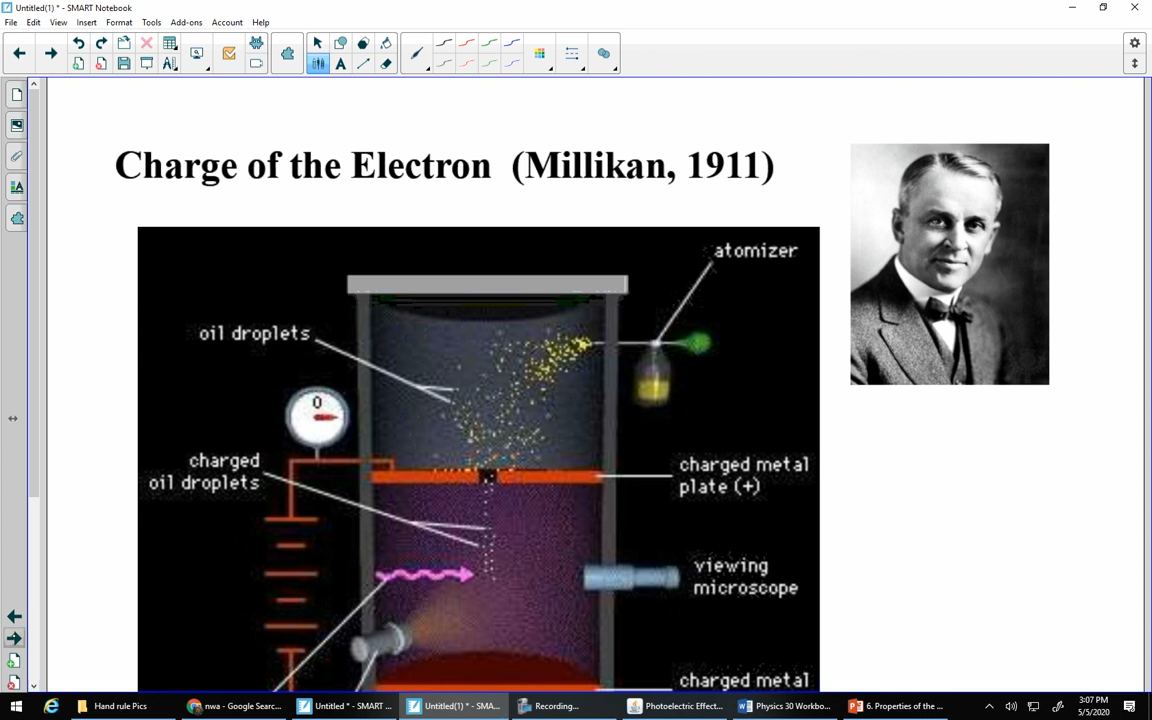 Untitled(1) * - SMART Notebook
File Edit View Insert Format Tools Add-ons Account Help
Charge of the Electron (Millikan, 1911)
atomizer
oil droplets
0
charged
oil droplets
charged metal
plate (+)
viewing
microscope
charged metal
Hand rule Pics
nwa - Google Searc...
Untitled * - SMART ...
Untitled(1) * - SMA...
Recording...
Photoelectric Effect...
Physics 30 Workbo...
6. Properties of the ...
3:07 PM
5/5/2020